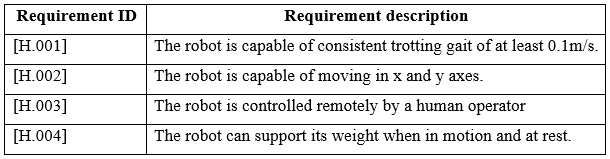 Requirement ID Requirement description
[H.001] The robot is capable of consistent trotting gait of at least 0.1m/s.
[H.002] The robot is capable of moving in x and y axes.
[H.003] The robot is controlled remotely by a human operator
[H.004] The robot can support its weight when in motion and at rest.